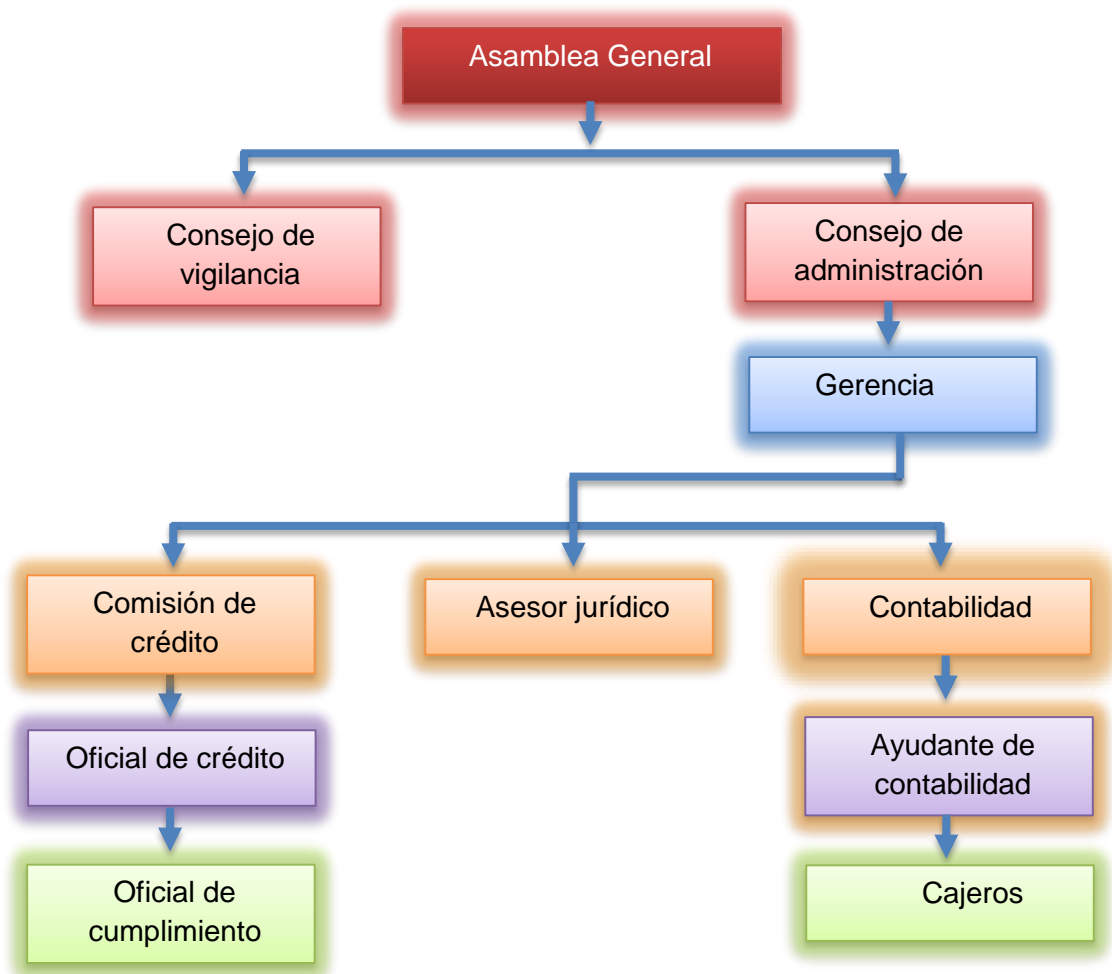 Asamblea General
Consejo de
vigilancia
Consejo de
administración
Gerencia
Comisión de
crédito
Asesor jurídico
Contabilidad
Oficial de crédito
Ayudante de
contabilidad
Oficial de
cumplimiento
Cajeros